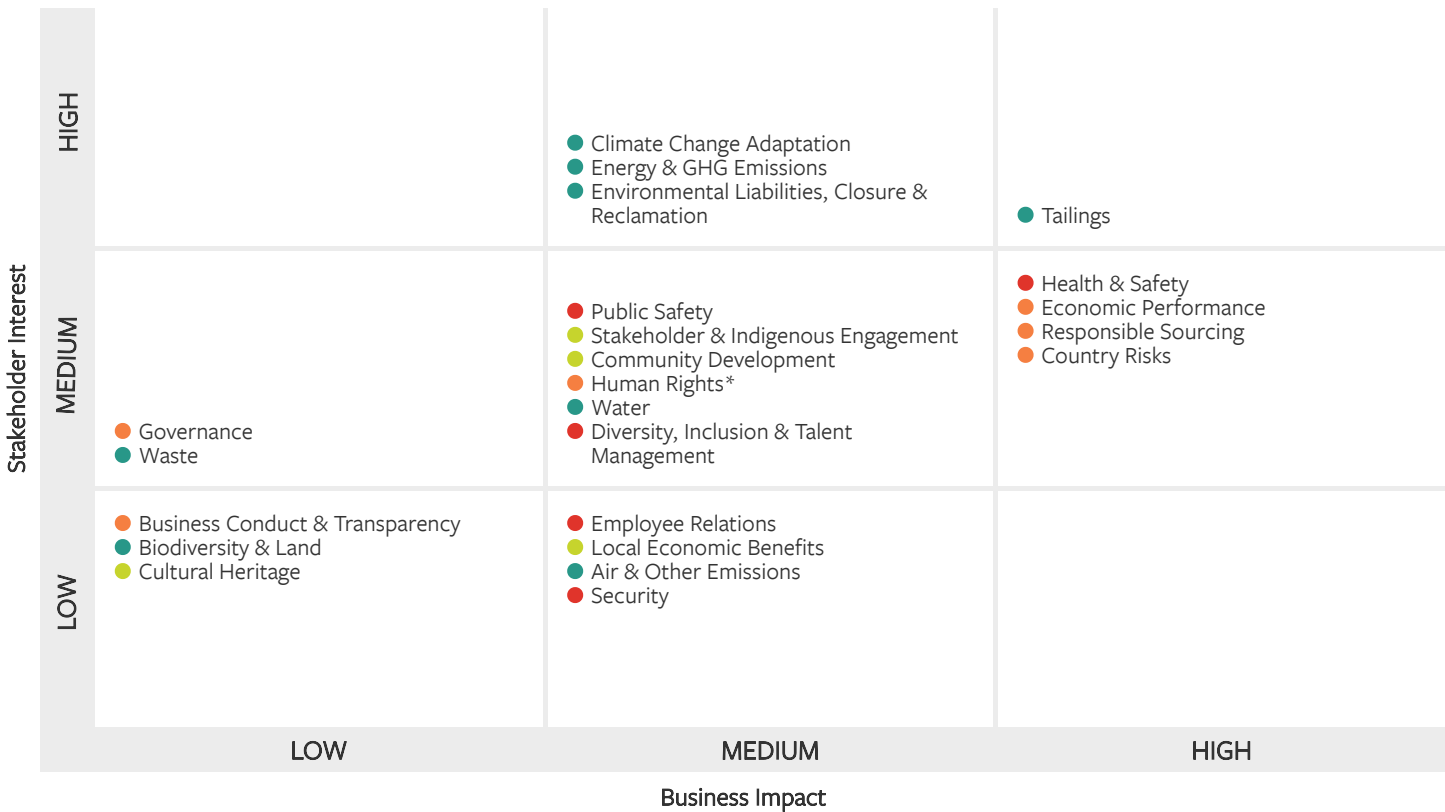 Stakeholder Interest
HIGH
Climate Change Adaptation
Energy & GHG Emissions
Environmental Liabilities, Closure &
Reclamation
Tailings
MEDIUM
Governance
Waste
Public Safety
Stakeholder & Indigenous Engagement
Community Development
Human Rights*
Water
Diversity, Inclusion & Talent
Management
Health & Safety
Economic Performance
Responsible Sourcing
Country Risks
LOW
Business Conduct & Transparency
Biodiversity & Land
Cultural Heritage
Employee Relations
Local Economic Benefits
Air & Other Emissions
Security
LOW
MEDIUM
HIGH
Business Impact